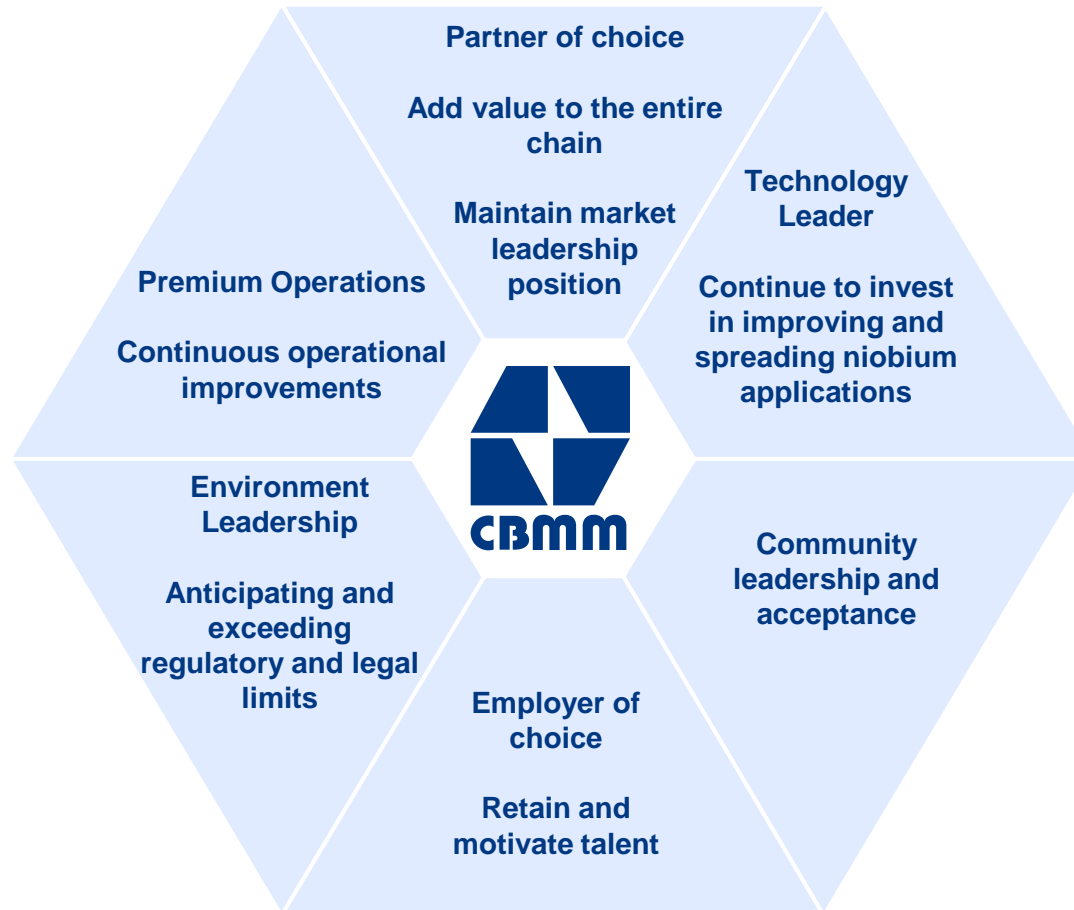 Partner of choice
Add value to the entire
chain
Maintain market
leadership
position
Technology
Leader
Continue to invest
in improving and
spreading niobium
applications
Premium Operations
Continuous operational
improvements
CBMM
Environment
Leadership
Anticipating and
exceeding
regulatory and legal
limits
Community
leadership and
acceptance
Employer of
choice
Retain and
motivate talent